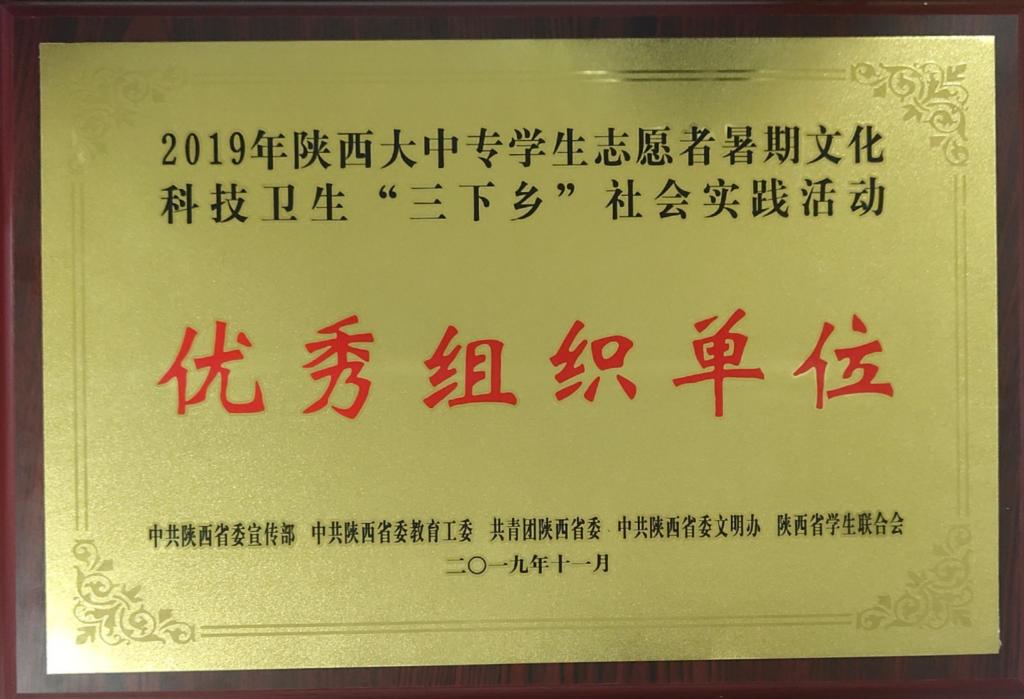 2019年陕西大中专学生志愿者暑期文化
科技卫生“三下乡”社会实践活动
优秀组织单位
中共陕西省委宣传部 中共陕西省委教育工委 共青团陕西省委 中共陕西省委文明办 陕西省学生联合会
二〇一九年十一月